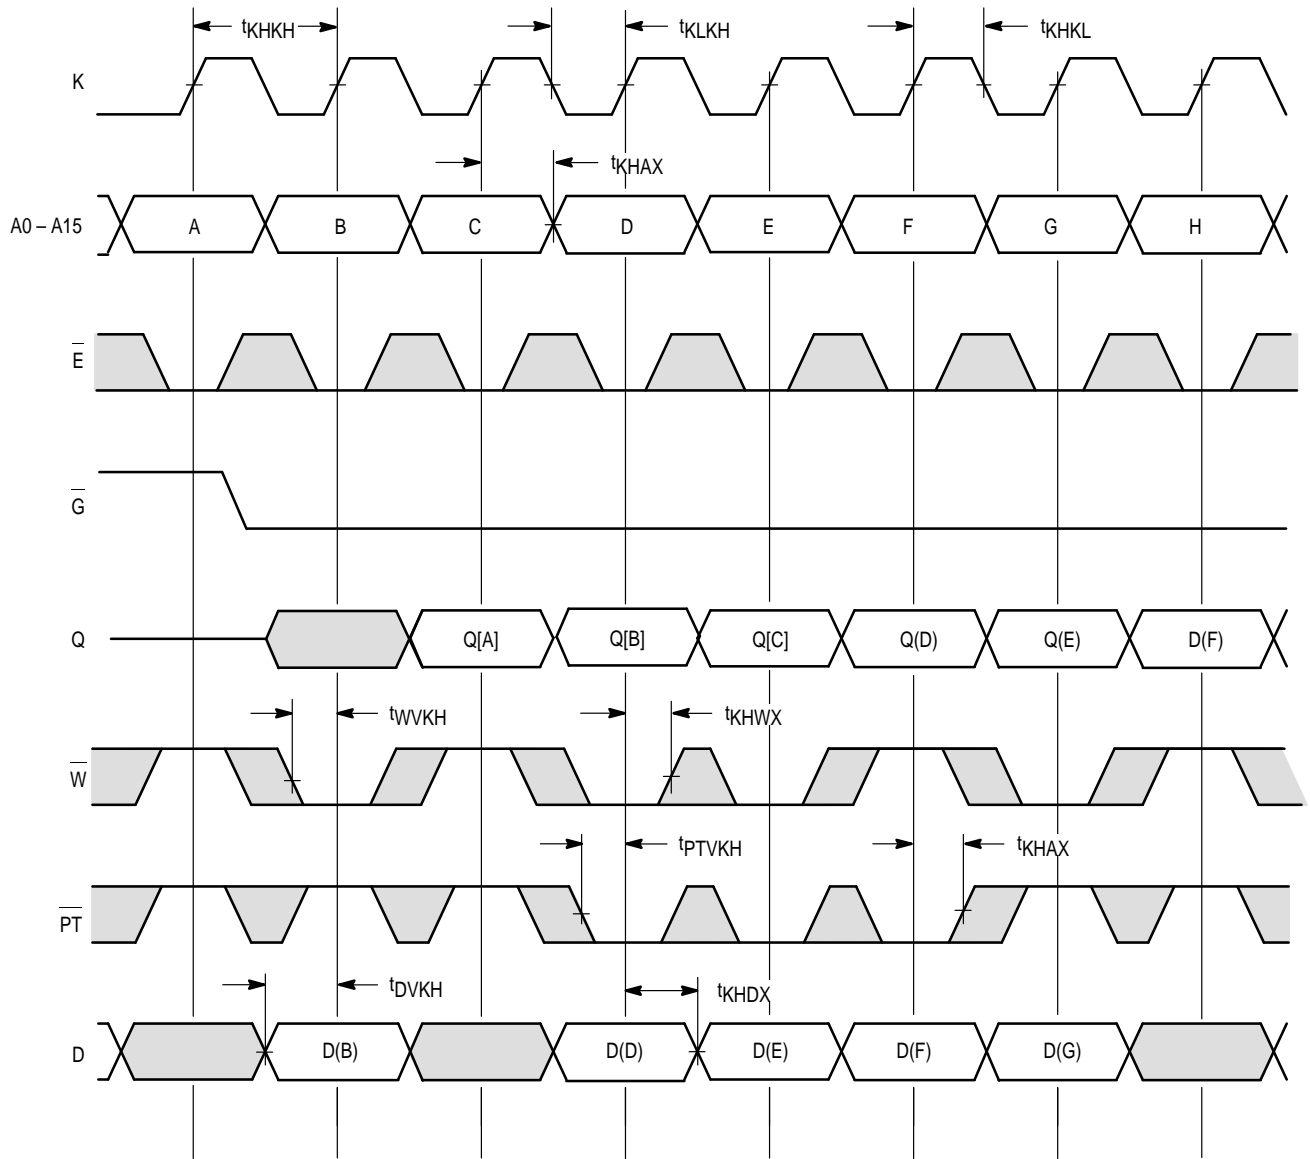 tKHKH tKLKH tKHKL
K
tKHAX
A0 – A15 A B C D E F G H
E
G
Q Q[A] Q[B] Q[C] Q(D) Q(E) D(F)
tWVKH tKHWX
W
tPTVKH tKHAX
PT
tDVKH tKHDX
D D(B) D(D) D(E) D(F) D(G)